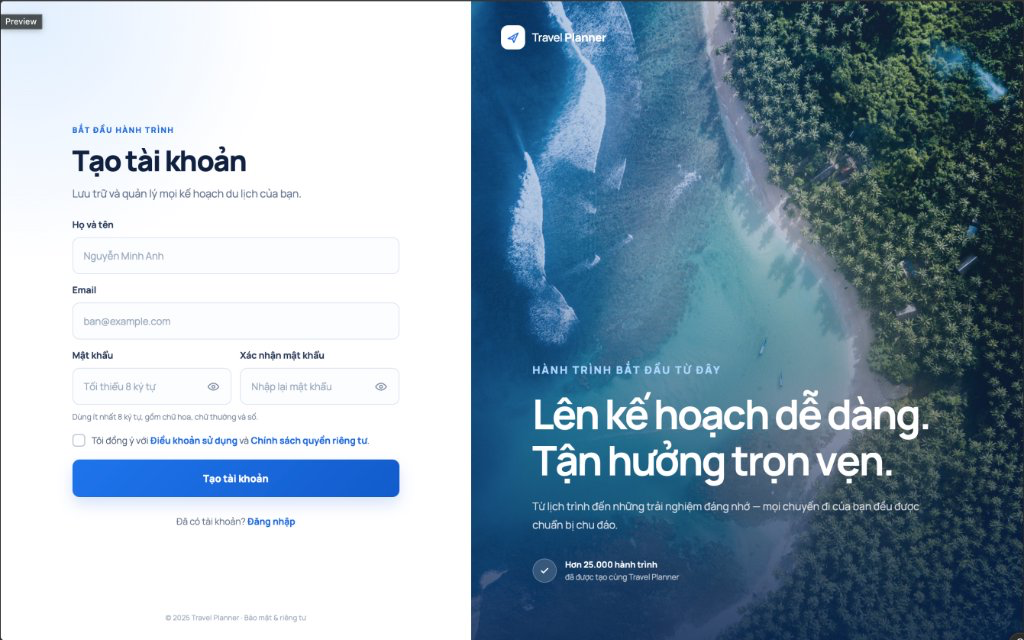 Preview
BẮT ĐẦU HÀNH TRÌNH
Tạo tài khoản
Lưu trữ và quản lý mọi kế hoạch du lịch của bạn.
Họ và tên
Nguyễn Minh Anh
Email
ban@example.com
Mật khẩu
Xác nhận mật khẩu
Tối thiểu 8 ký tự
Nhập lại mật khẩu
Dùng ít nhất 8 ký tự, gồm chữ hoa, chữ thường và số.
Tôi đồng ý với Điều khoản sử dụng và Chính sách quyền riêng tư.
Tạo tài khoản
Đã có tài khoản? Đăng nhập
© 2025 Travel Planner · Bảo mật & riêng tư
Travel Planner
HÀNH TRÌNH BẮT ĐẦU TỪ ĐÂY
Lên kế hoạch dễ dàng.
Tận hưởng trọn vẹn.
Từ lịch trình đến những trải nghiệm đáng nhớ — mọi chuyến đi của bạn đều được
chuẩn bị chu đáo.
Hơn 25.000 hành trình
đã được tạo cùng Travel Planner